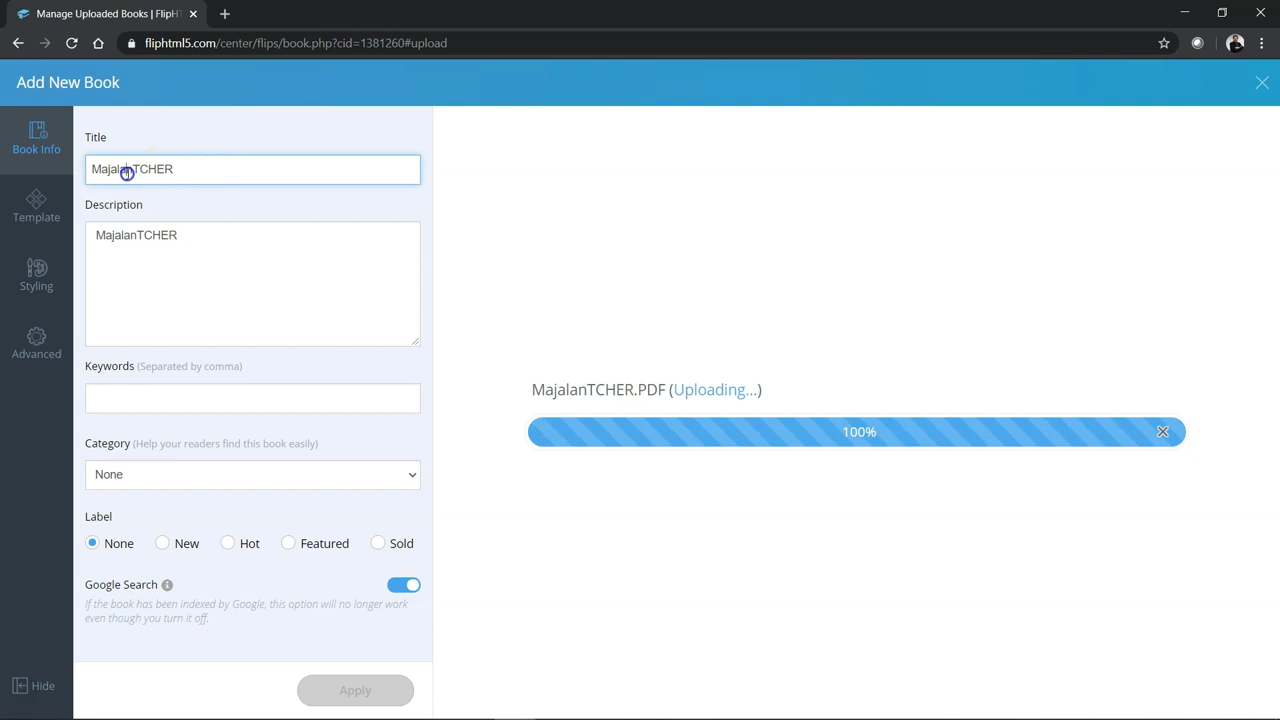 Manage Uploaded Books | FlipHT
fliphtml5.com/center/flips/book.php?cid=1381260#upload
Add New Book
Book Info
Template
Styling
Advanced
Hide
Title
MajalanTCHER
Description
MajalanTCHER
Keywords (Separated by comma)
Category (Help your readers find this book easily)
None
Label
None New Hot Featured Sold
Google Search
If the book has been indexed by Google, this option will no longer work
even though you turn it off.
Apply
MajalanTCHER.PDF (Uploading...)
100%